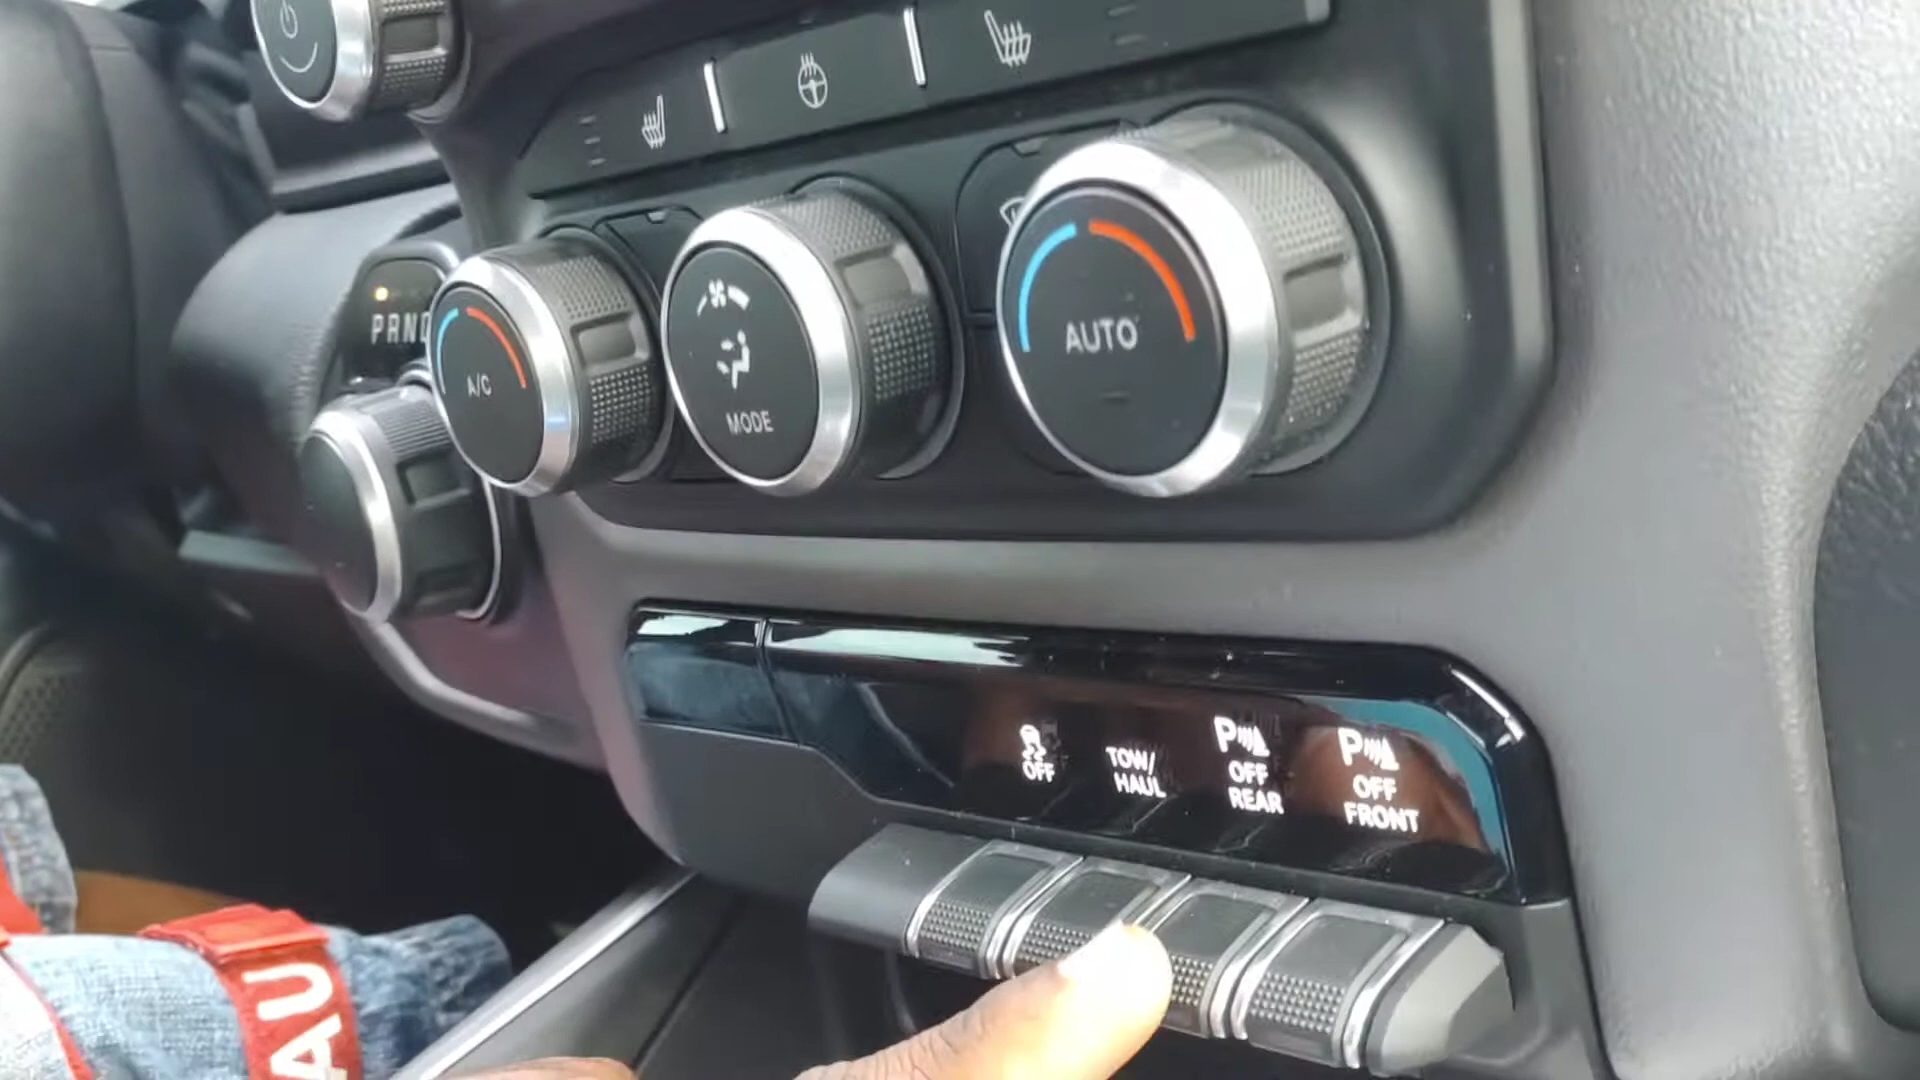 PRND
A/C
MODE
AUTO
OFF
TOW/
HAUL
P
OFF
REAR
P
OFF
FRONT
AU